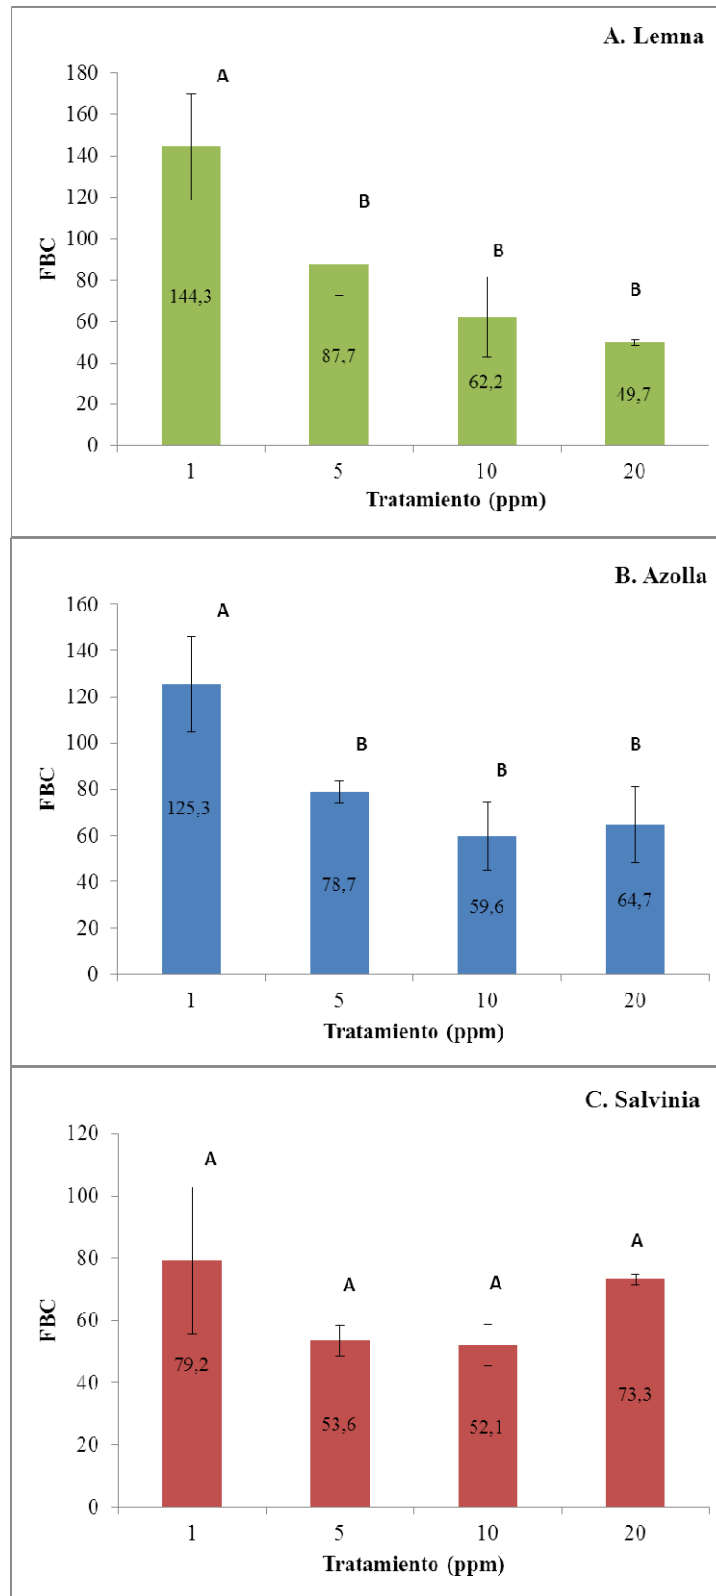 A. Lemna
180
160
140
120
100
80
60
40
20
0
FBC
A
B
B
B
144,3
87,7
62,2
49,7
1 5 10 20
Tratamiento (ppm)
B. Azolla
160
140
120
100
80
60
40
20
0
FBC
A
B
B
B
125,3
78,7
59,6
64,7
1 5 10 20
Tratamiento (ppm)
C. Salvinia
120
100
80
60
40
20
0
FBC
A
A
A
A
79,2
53,6
52,1
73,3
1 5 10 20
Tratamiento (ppm)